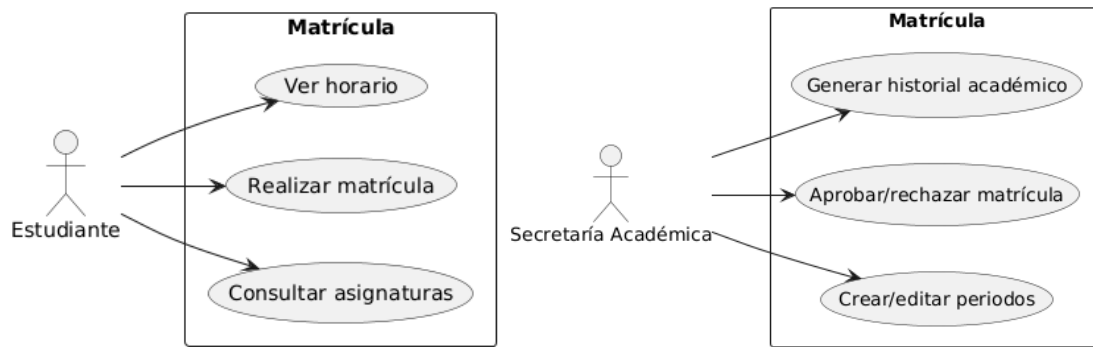 Matrícula
Ver horario
Realizar matrícula
Estudiante
Consultar asignaturas
Matrícula
Generar historial académico
Aprobar/rechazar matrícula
Secretaría Académica
Crear/editar periodos